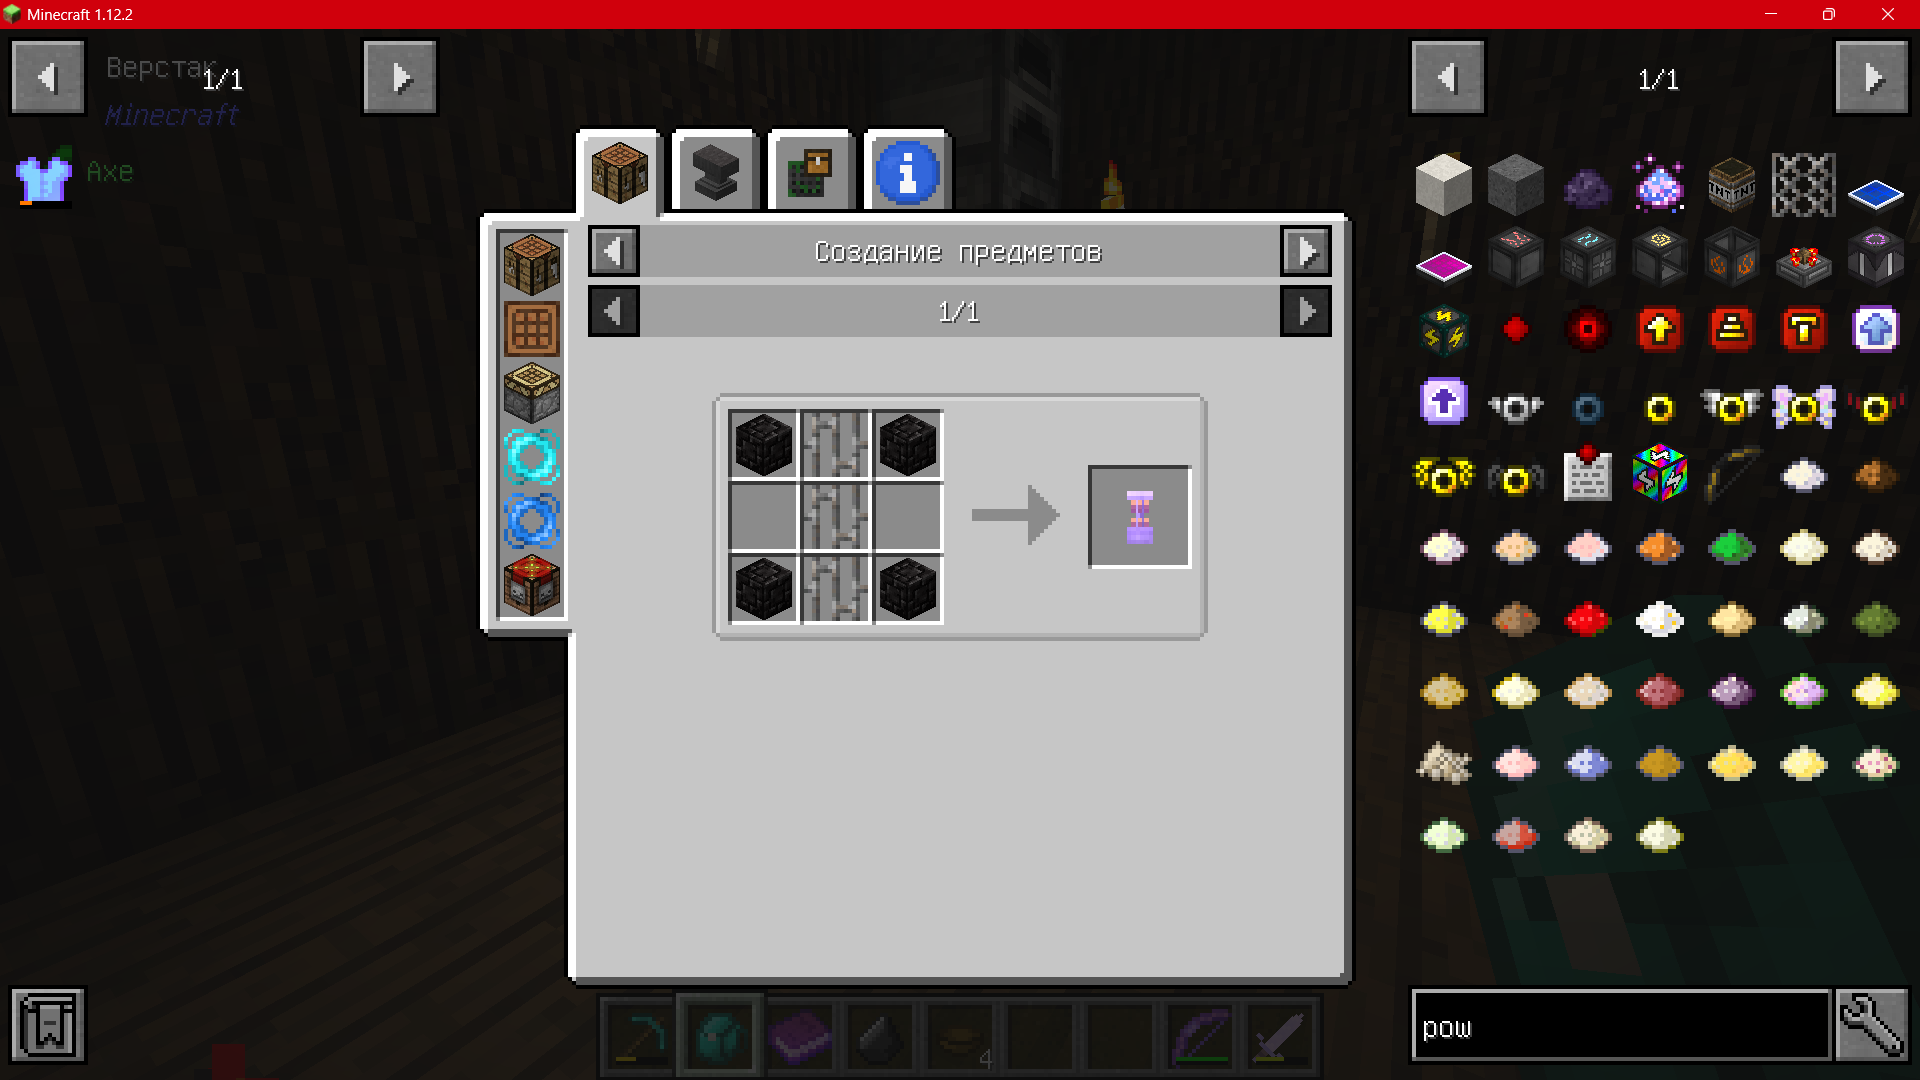 Minecraft 1.12.2
Верстак
1/1
Minecraft
Axe
1/1
Создание предметов
1/1
4
pow